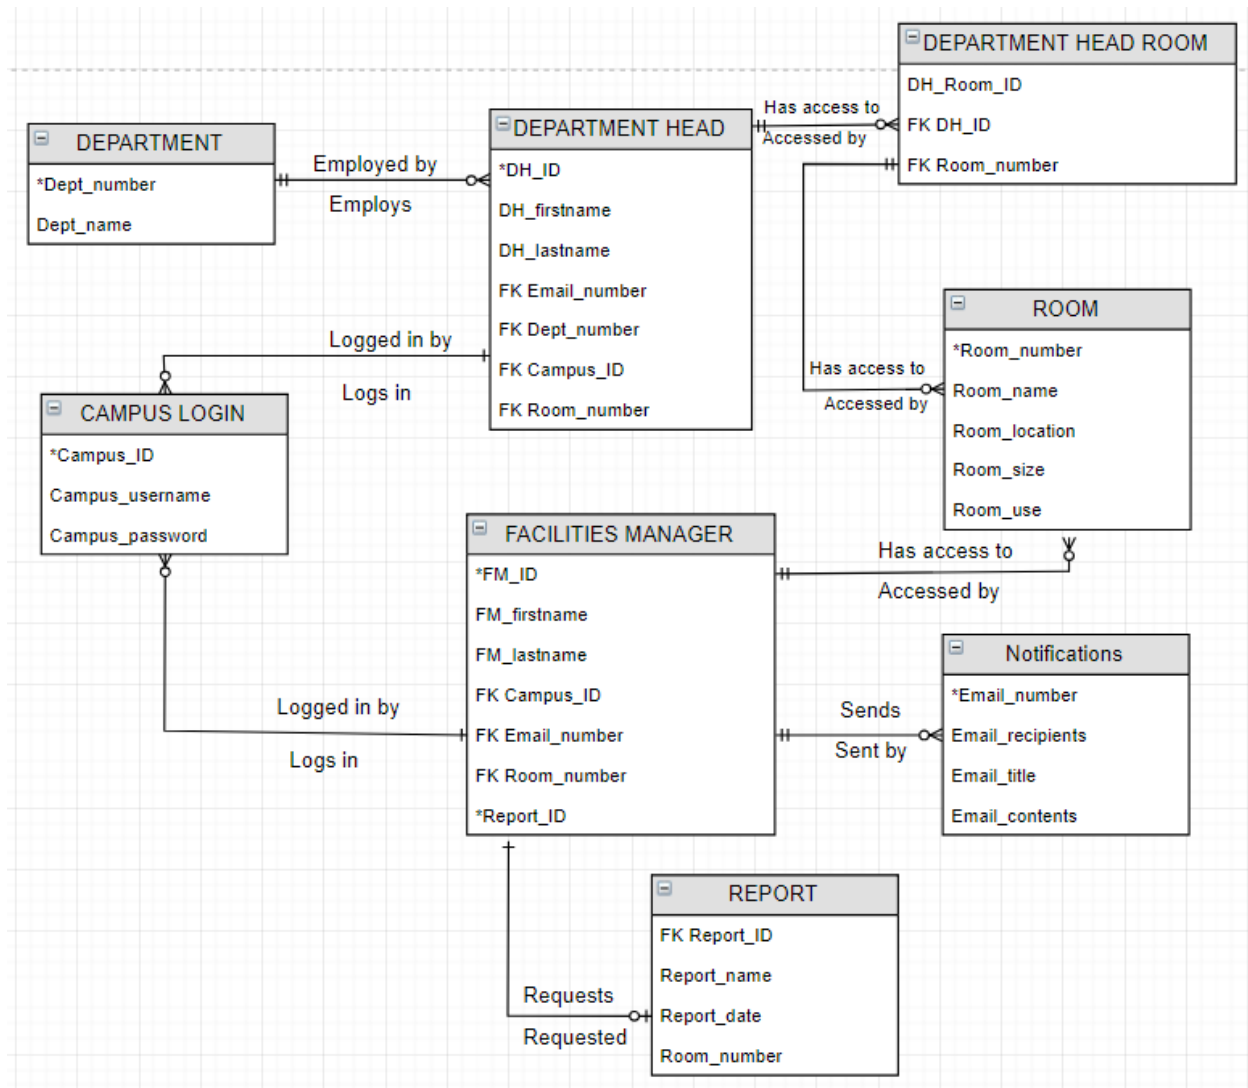 DEPARTMENT HEAD ROOM
DH_Room_ID
FK DH_ID
FK Room_number
Has access to
Accessed by
DEPARTMENT
*Dept_number
Dept_name
Employed by
Employs
DEPARTMENT HEAD
*DH_ID
DH_firstname
DH_lastname
FK Email_number
FK Dept_number
FK Campus_ID
FK Room_number
Logged in by
Logs in
ROOM
*Room_number
Room_name
Room_location
Room_size
Room_use
Has access to
Accessed by
CAMPUS LOGIN
*Campus_ID
Campus_username
Campus_password
FACILITIES MANAGER
*FM_ID
FM_firstname
FM_lastname
FK Campus_ID
FK Email_number
FK Room_number
*Report_ID
Has access to
Accessed by
Logged in by
Logs in
Notifications
*Email_number
Email_recipients
Email_title
Email_contents
Sends
Sent by
REPORT
FK Report_ID
Report_name
Report_date
Room_number
Requests
Requested